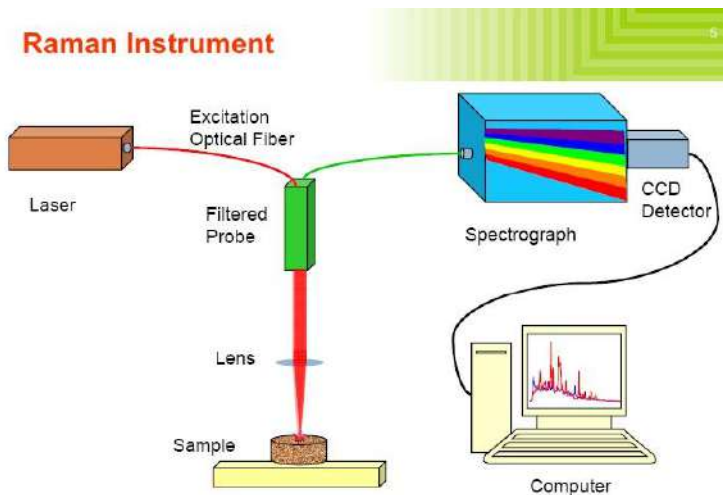 Raman Instrument
5
Excitation
Optical Fiber
Laser
Filtered
Probe
CCD
Detector
Spectrograph
Lens
Sample
Computer